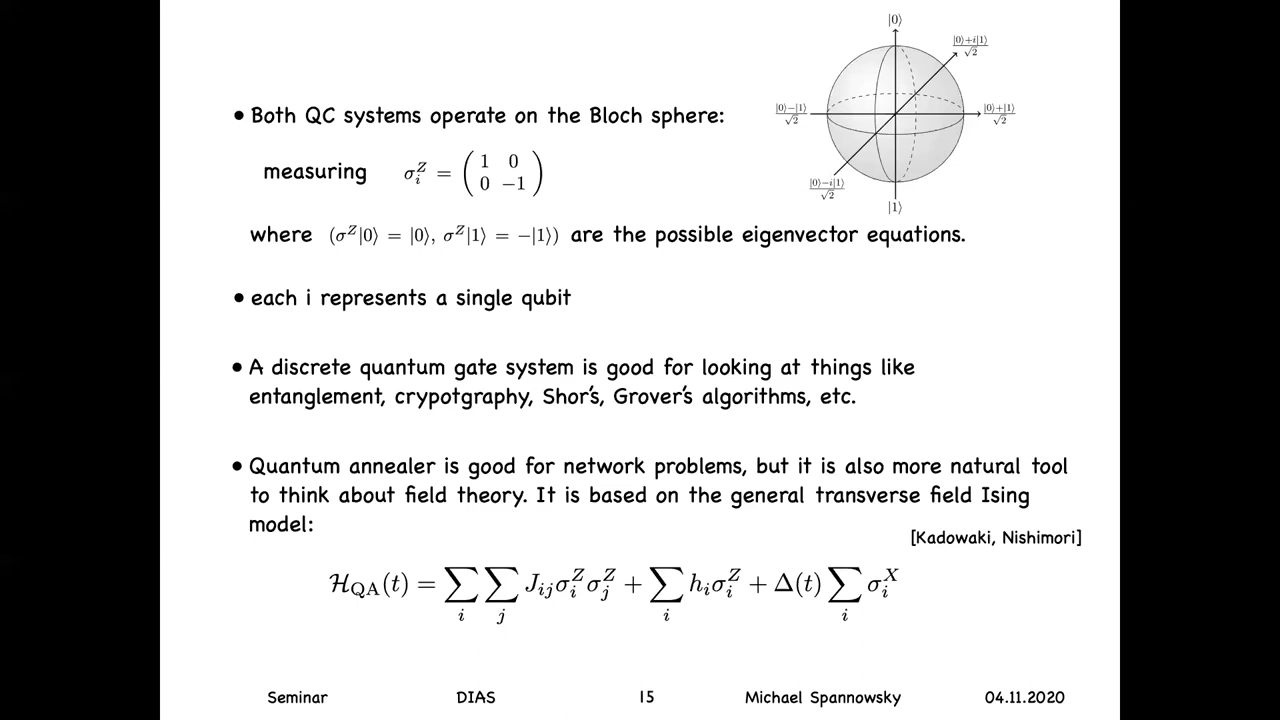 |0⟩
|0⟩+i|1⟩ / √2
|0⟩−|1⟩ / √2
|0⟩+|1⟩ / √2
|0⟩−i|1⟩ / √2
|1⟩
• Both QC systems operate on the Bloch sphere:
measuring σ_i^Z = ( 1 0
0 −1 )
where (σ^Z|0⟩ = |0⟩, σ^Z|1⟩ = −|1⟩) are the possible eigenvector equations.
• each i represents a single qubit
• A discrete quantum gate system is good for looking at things like
entanglement, crypotgraphy, Shor's, Grover's algorithms, etc.
• Quantum annealer is good for network problems, but it is also more natural tool
to think about field theory. It is based on the general transverse field Ising
model:
[Kadowaki, Nishimori]
ℋ_QA(t) = ∑_i ∑_j J_ij σ_i^Z σ_j^Z + ∑_i h_i σ_i^Z + Δ(t) ∑_i σ_i^X
Seminar DIAS 15 Michael Spannowsky 04.11.2020